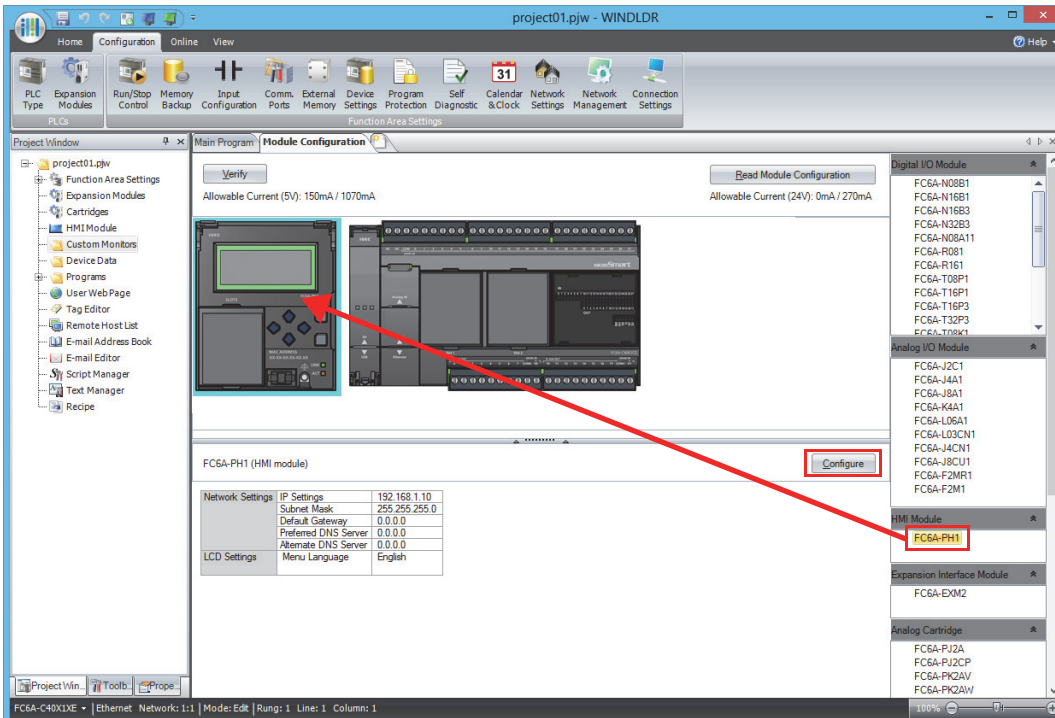 project01.pjw - WINDLDR
Home Configuration Online View Help
PLC Type
Expansion Modules
Run/Stop Control
Memory Backup
Input Configuration
Comm. Ports
External Memory
Device Settings
Program Protection
Self Diagnostic
Calendar &Clock
Network Settings
Network Management
Connection Settings
PLCs
Function Area Settings
Project Window
project01.pjw
Function Area Settings
Expansion Modules
Cartridges
HMI Module
Custom Monitors
Device Data
Programs
User Web Page
Tag Editor
Remote Host List
E-mail Address Book
E-mail Editor
Script Manager
Text Manager
Recipe
Project Win...
Toolb...
Prope...
Main Program Module Configuration
Verify
Read Module Configuration
Allowable Current (5V): 150mA / 1070mA
Allowable Current (24V): 0mA / 270mA
FC6A-PH1 (HMI module)
Configure
Network Settings IP Settings 192.168.1.10
Subnet Mask 255.255.255.0
Default Gateway 0.0.0.0
Preferred DNS Server 0.0.0.0
Alternate DNS Server 0.0.0.0
LCD Settings Menu Language English
Digital I/O Module
FC6A-N08B1
FC6A-N16B1
FC6A-N16B3
FC6A-N32B3
FC6A-N08A11
FC6A-R081
FC6A-R161
FC6A-T08P1
FC6A-T16P1
FC6A-T16P3
FC6A-T32P3
FC6A-T08K1
Analog I/O Module
FC6A-J2C1
FC6A-J4A1
FC6A-J8A1
FC6A-K4A1
FC6A-L06A1
FC6A-L03CN1
FC6A-J4CN1
FC6A-J8CU1
FC6A-F2MR1
FC6A-F2M1
HMI Module
FC6A-PH1
Expansion Interface Module
FC6A-EXM2
Analog Cartridge
FC6A-PJ2A
FC6A-PJ2CP
FC6A-PK2AV
FC6A-PK2AW
FC6A-C40X1XE Ethernet Network: 1:1 Mode: Edit Rung: 1 Line: 1 Column: 1
100%